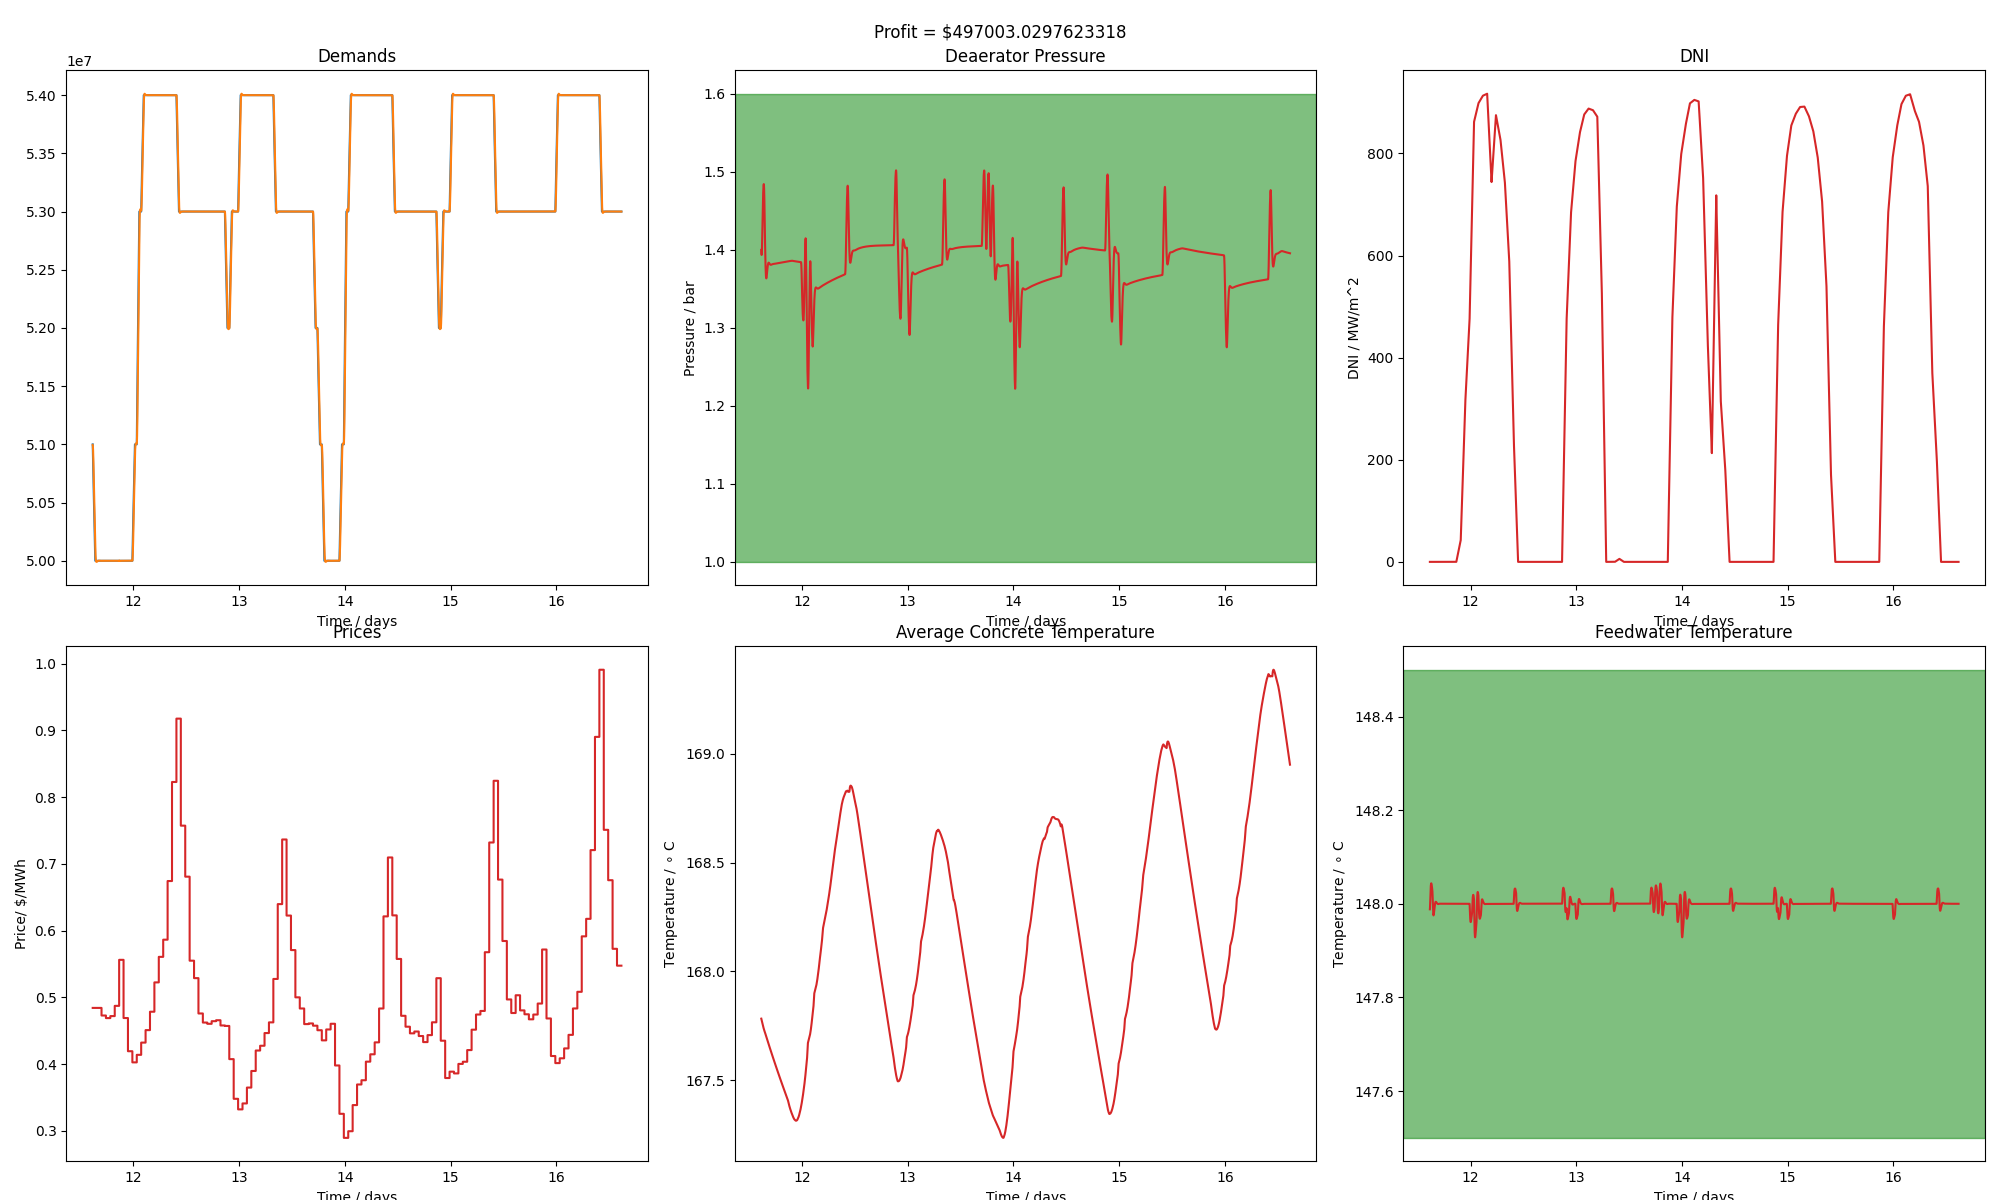 Profit = $497003.0297623318
Demands
1e7
5.40
5.35
5.30
5.25
5.20
5.15
5.10
5.05
5.00
12 13 14 15 16
Time / days
Deaerator Pressure
Pressure / bar
1.6
1.5
1.4
1.3
1.2
1.1
1.0
12 13 14 15 16
Time / days
DNI
DNI / MW/m^2
800
600
400
200
0
12 13 14 15 16
Time / days
Prices
Price/ $/MWh
1.0
0.9
0.8
0.7
0.6
0.5
0.4
0.3
12 13 14 15 16
Time / days
Average Concrete Temperature
Temperature / ∘ C
169.0
168.5
168.0
167.5
12 13 14 15 16
Time / days
Feedwater Temperature
Temperature / ∘ C
148.4
148.2
148.0
147.8
147.6
12 13 14 15 16
Time / days